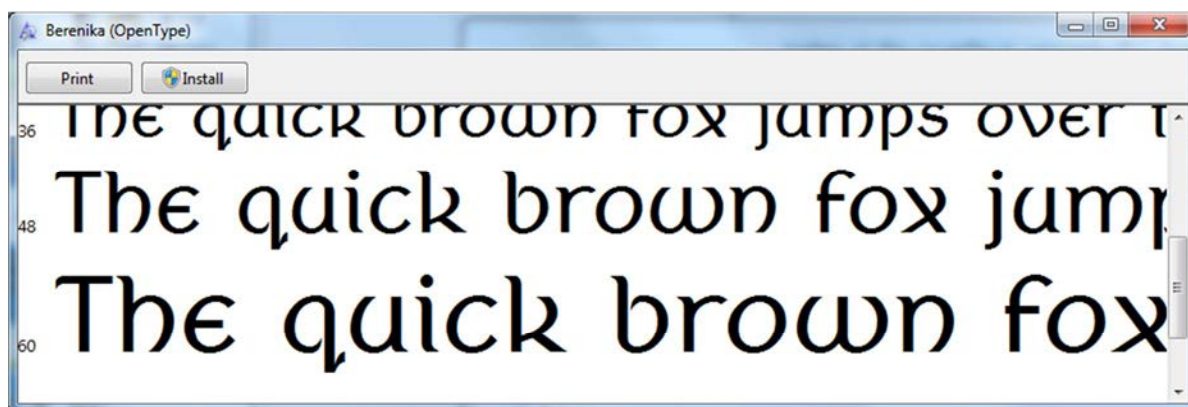 Berenika (OpenType)
Print Install
36 The quick brown fox jumps over t
48 The quick brown fox jump
60 The quick brown fox